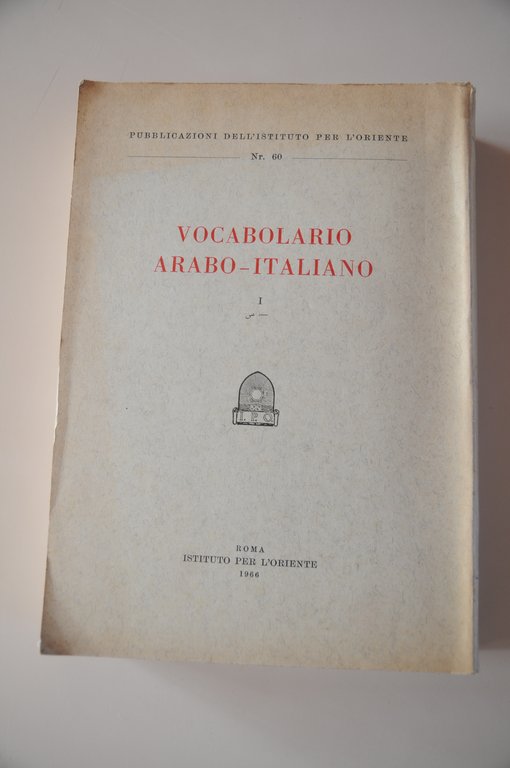 PUBBLICAZIONI DELL'ISTITUTO PER L'ORIENTE
Nr. 60
VOCABOLARIO
ARABO-ITALIANO
I
I. P. O.
ROMA
ISTITUTO PER L'ORIENTE
1966